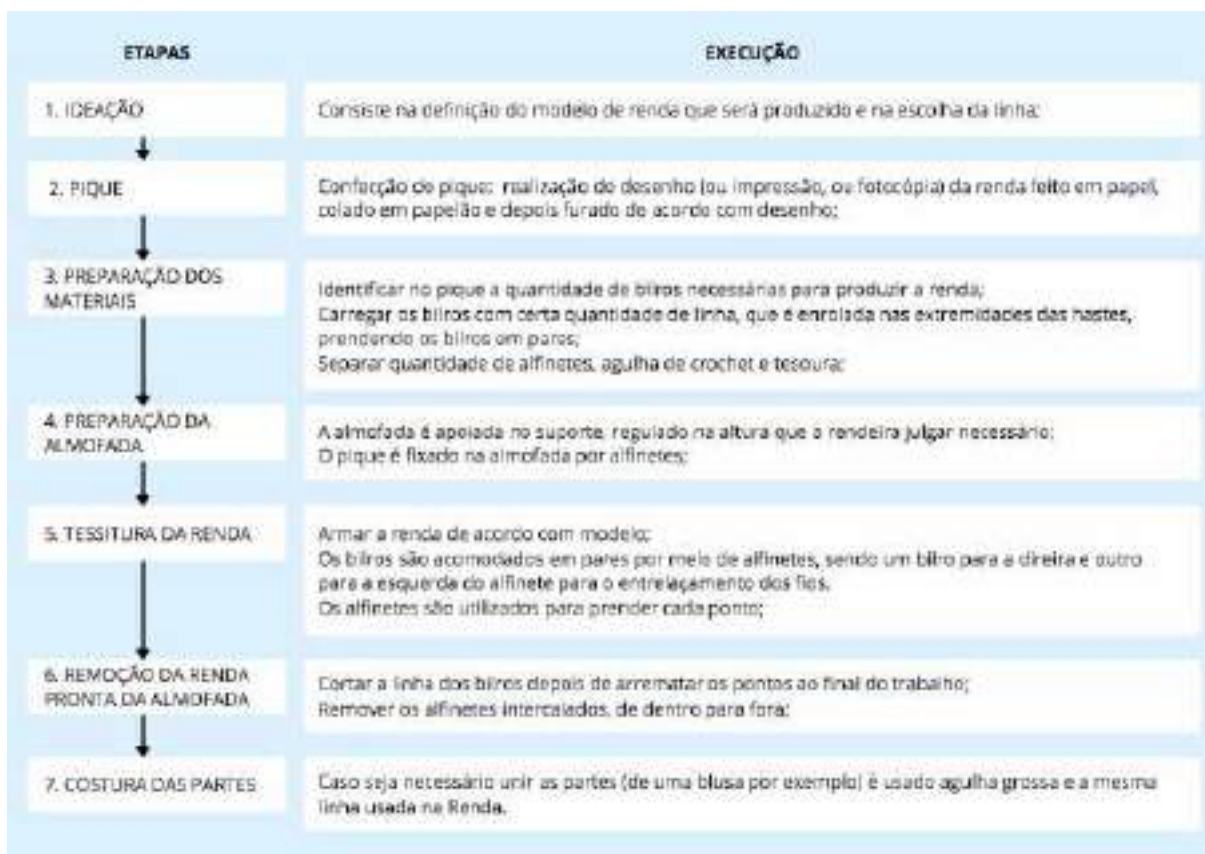 ETAPAS
EXECUÇÃO
1. IDEAÇÃO
Consiste na definição do modelo de renda que será produzido e na escolha da linha;
2. PIQUE
Confecção do pique: realização do desenho (ou impressão, ou fotocópia) da renda feito em papel,
colado em papelão e depois furado de acordo com desenho;
3. PREPARAÇÃO DOS
MATERIAIS
Identificar no pique a quantidade de bilros necessárias para produzir a renda;
Carregar os bilros com certa quantidade de linha, que é enrolada nas extremidades das hastes,
prendendo os bilros em pares;
Separar quantidade de alfinetes, agulha de crochet e tesoura;
4. PREPARAÇÃO DA
ALMOFADA
A almofada é apoiada no suporte, regulado na altura que a rendeira julgar necessário;
O pique é fixado na almofada por alfinetes;
5. TESSITURA DA RENDA
Armar a renda de acordo com modelo;
Os bilros são acomodados em pares por meio de alfinetes, sendo um bilro para a direira e outro
para a esquerda do alfinete para o entrelaçamento dos fios.
Os alfinetes são utilizados para prender cada ponto;
6. REMOÇÃO DA RENDA
PRONTA DA ALMOFADA
Cortar a linha dos bilros depois de arrematar os pontos ao final do trabalho;
Remover os alfinetes intercalados, de dentro para fora;
7. COSTURA DAS PARTES
Caso seja necessário unir as partes (de uma blusa por exemplo) é usado agulha grossa e a mesma
linha usada na Renda.